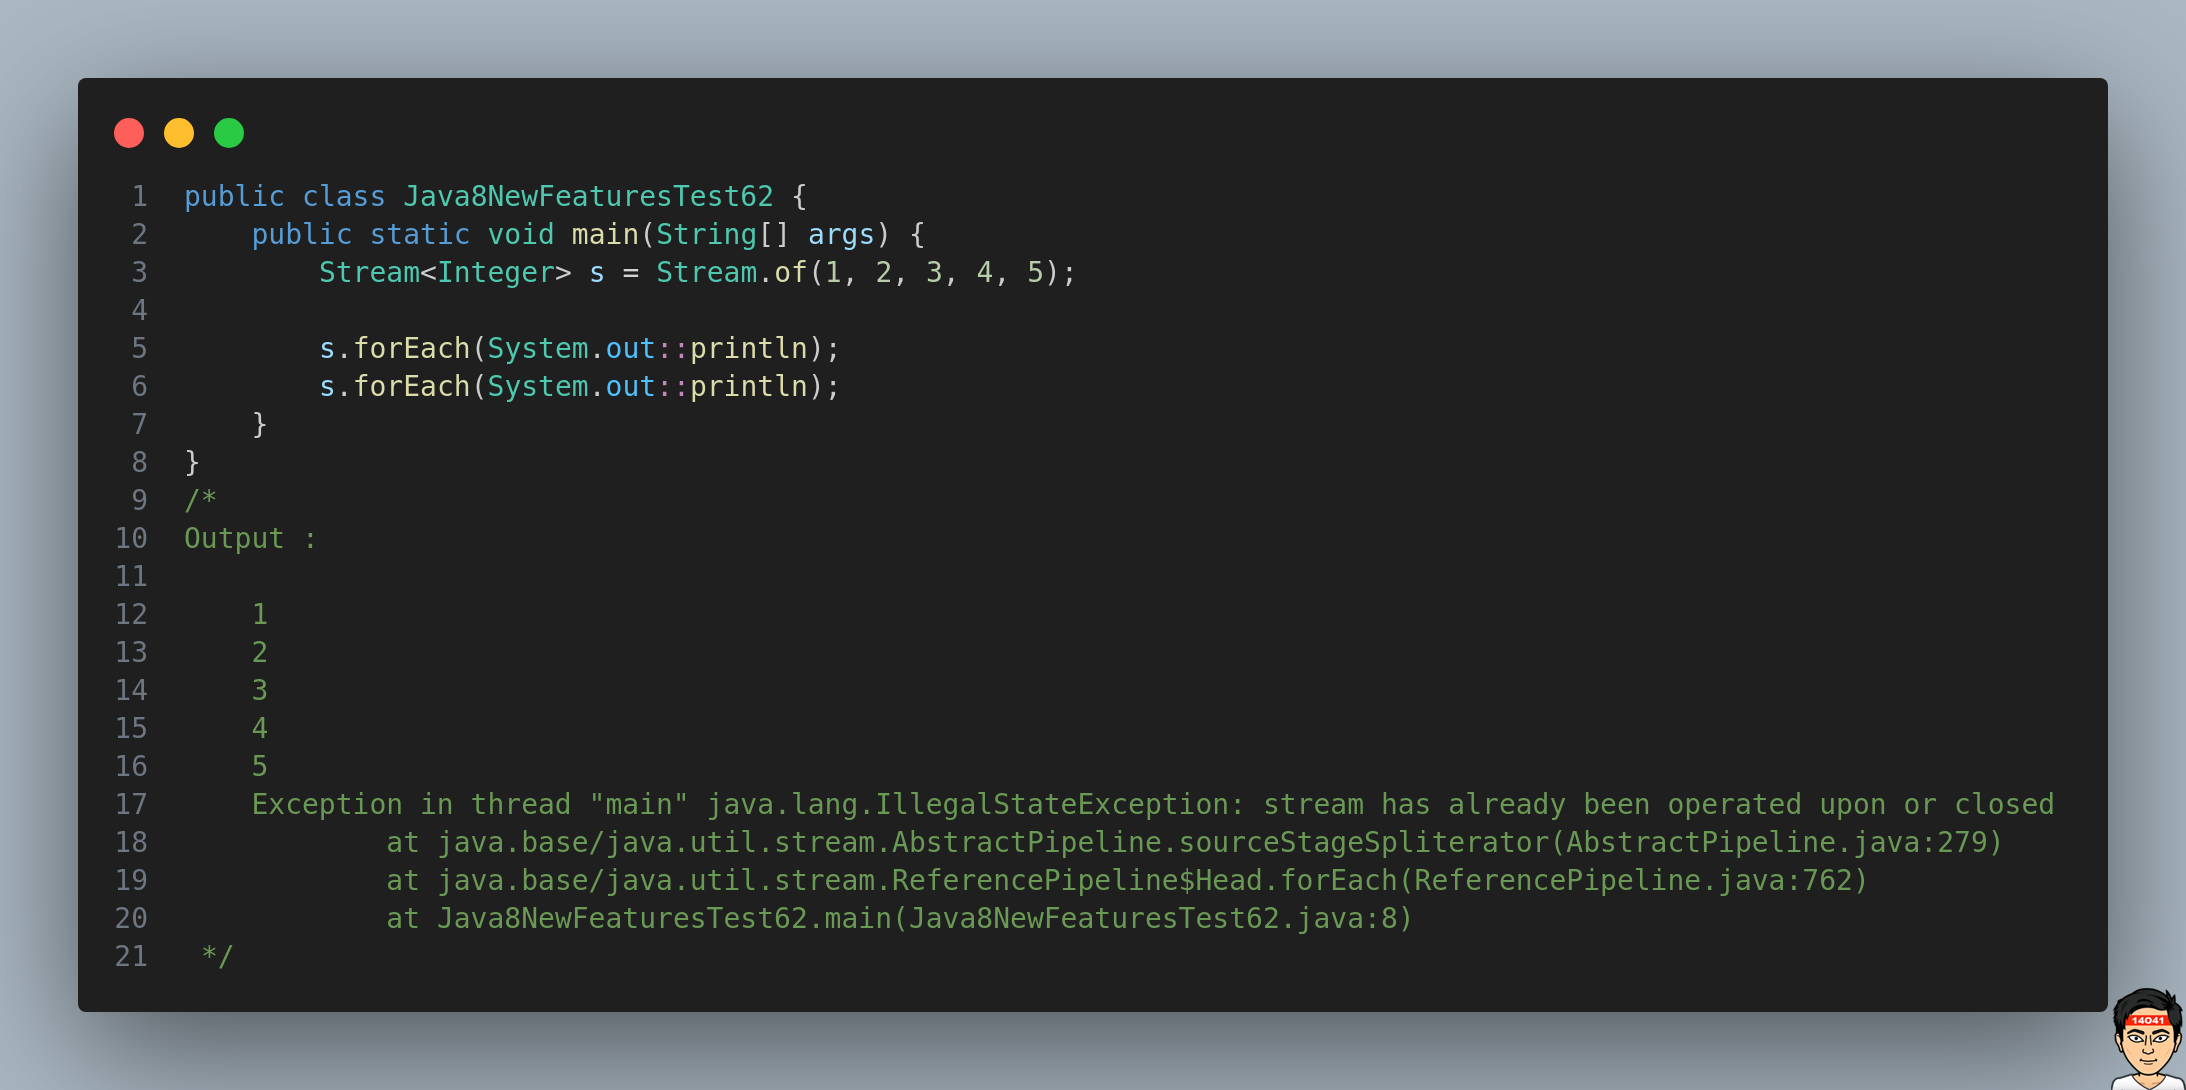 1 public class Java8NewFeaturesTest62 {
2     public static void main(String[] args) {
3         Stream<Integer> s = Stream.of(1, 2, 3, 4, 5);
4
5         s.forEach(System.out::println);
6         s.forEach(System.out::println);
7     }
8 }
9 /*
10 Output :
11
12     1
13     2
14     3
15     4
16     5
17     Exception in thread "main" java.lang.IllegalStateException: stream has already been operated upon or closed
18             at java.base/java.util.stream.AbstractPipeline.sourceStageSpliterator(AbstractPipeline.java:279)
19             at java.base/java.util.stream.ReferencePipeline$Head.forEach(ReferencePipeline.java:762)
20             at Java8NewFeaturesTest62.main(Java8NewFeaturesTest62.java:8)
21  */
14041